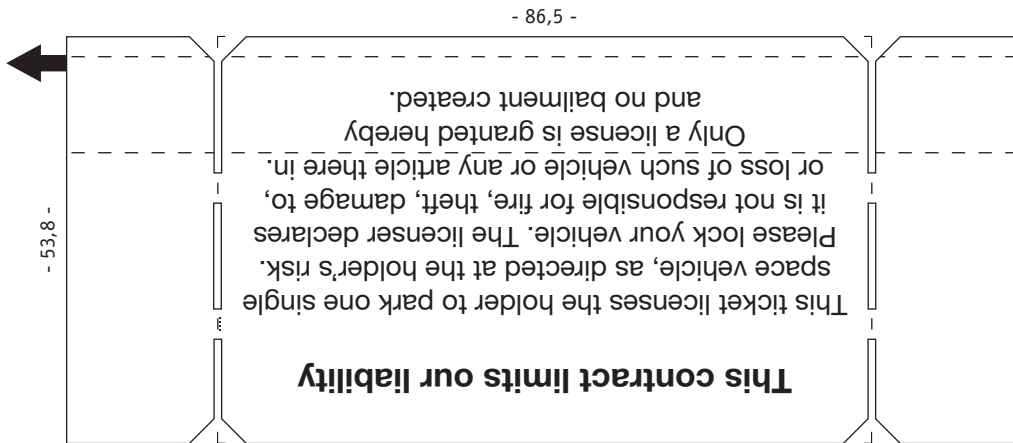 - 86,5 -
- 53,8 -
This contract limits our liability
This ticket licenses the holder to park one single
space vehicle, as directed at the holder's risk.
Please lock your vehicle. The licenser declares
it is not responsible for fire, theft, damage to,
or loss of such vehicle or any article there in.
Only a license is granted hereby
and no bailment created.